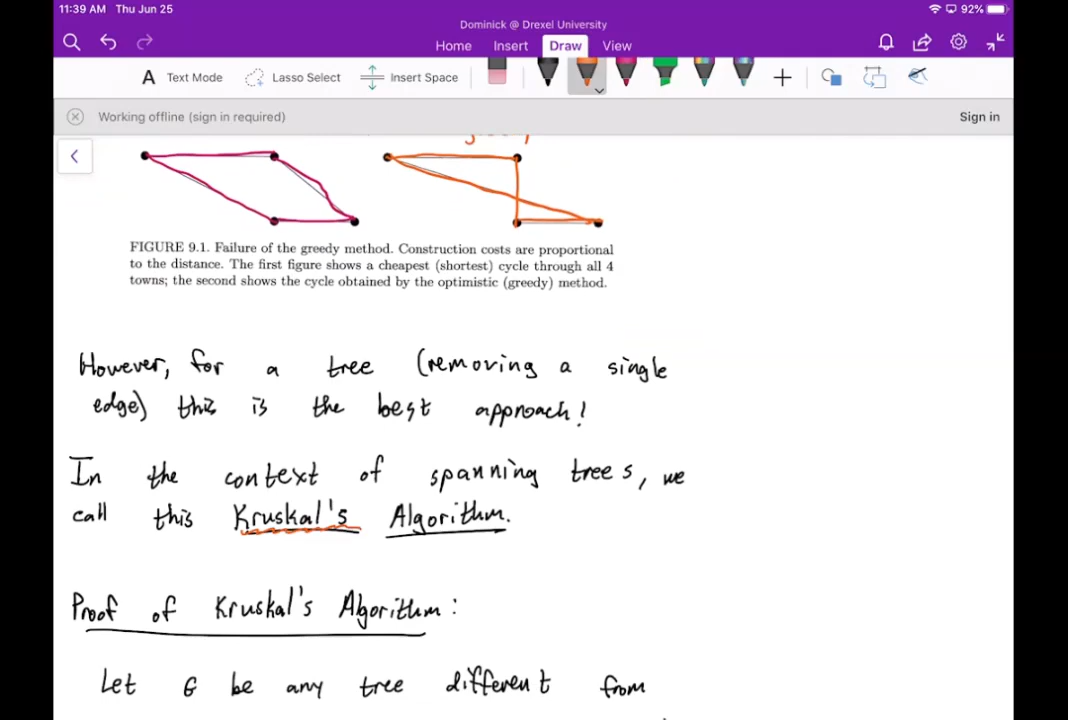 11:39 AM Thu Jun 25
92%
Dominick @ Drexel University
Home Insert Draw View
A Text Mode Lasso Select Insert Space
Working offline (sign in required) Sign in
FIGURE 9.1. Failure of the greedy method. Construction costs are proportional
to the distance. The first figure shows a cheapest (shortest) cycle through all 4
towns; the second shows the cycle obtained by the optimistic (greedy) method.
However, for a tree (removing a single
edge) this is the best approach!
In the context of spanning trees, we
call this Kruskal's Algorithm.
Proof of Kruskal's Algorithm:
Let G be any tree different from